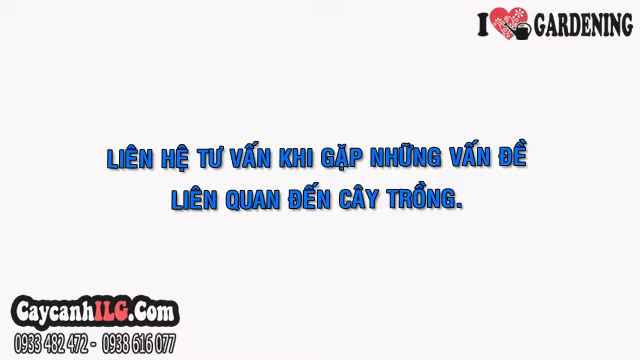 I GARDENING
LIÊN HỆ TƯ VẤN KHI GẶP NHỮNG VẤN ĐỀ
LIÊN QUAN ĐẾN CÂY TRỒNG.
CaycanhILG.Com
0933 482 472 - 0938 616 077